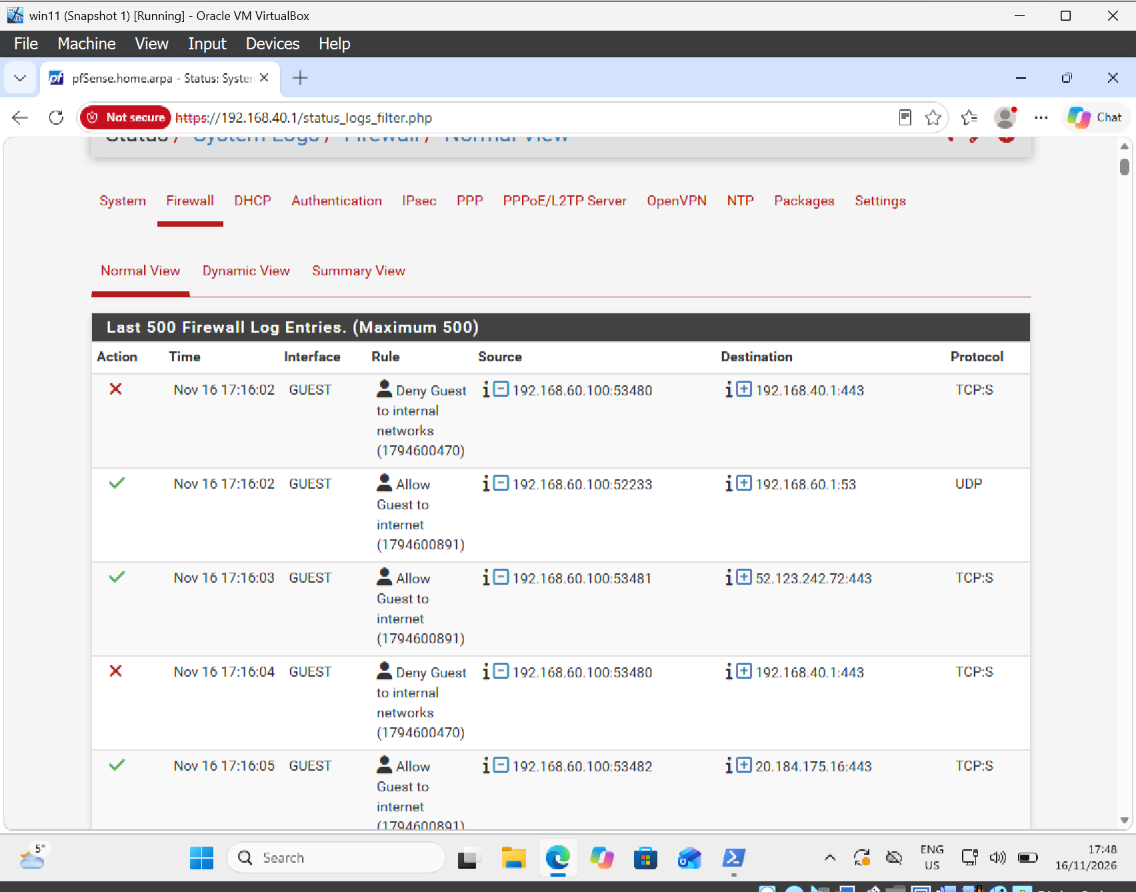 win11 (Snapshot 1) [Running] - Oracle VM VirtualBox
File Machine View Input Devices Help
pfSense.home.arpa - Status: System
Not secure https://192.168.40.1/status_logs_filter.php Chat
Status / System Logs / Firewall / Normal View
System Firewall DHCP Authentication IPsec PPP PPPoE/L2TP Server OpenVPN NTP Packages Settings
Normal View Dynamic View Summary View
Last 500 Firewall Log Entries. (Maximum 500)
Action Time Interface Rule Source Destination Protocol
Nov 16 17:16:02 GUEST Deny Guest 192.168.60.100:53480 192.168.40.1:443 TCP:S
to internal
networks
(1794600470)
Nov 16 17:16:02 GUEST Allow 192.168.60.100:52233 192.168.60.1:53 UDP
Guest to
internet
(1794600891)
Nov 16 17:16:03 GUEST Allow 192.168.60.100:53481 52.123.242.72:443 TCP:S
Guest to
internet
(1794600891)
Nov 16 17:16:04 GUEST Deny Guest 192.168.60.100:53480 192.168.40.1:443 TCP:S
to internal
networks
(1794600470)
Nov 16 17:16:05 GUEST Allow 192.168.60.100:53482 20.184.175.16:443 TCP:S
Guest to
internet
(1794600891)
5°
Search
ENG
US
17:48
16/11/2026